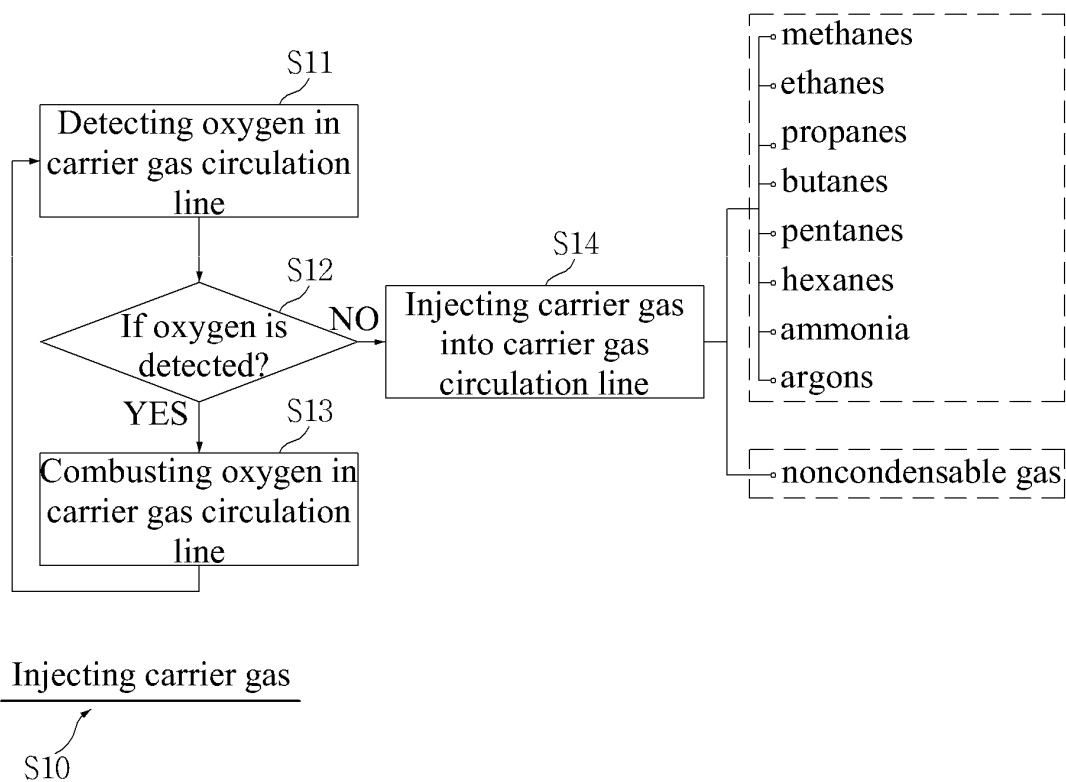 S11
Detecting oxygen in
carrier gas circulation
line
S12
If oxygen is
detected?
NO
YES
S13
Combusting oxygen in
carrier gas circulation
line
S14
Injecting carrier gas
into carrier gas
circulation line
methanes
ethanes
propanes
butanes
pentanes
hexanes
ammonia
argons
noncondensable gas
Injecting carrier gas
S10